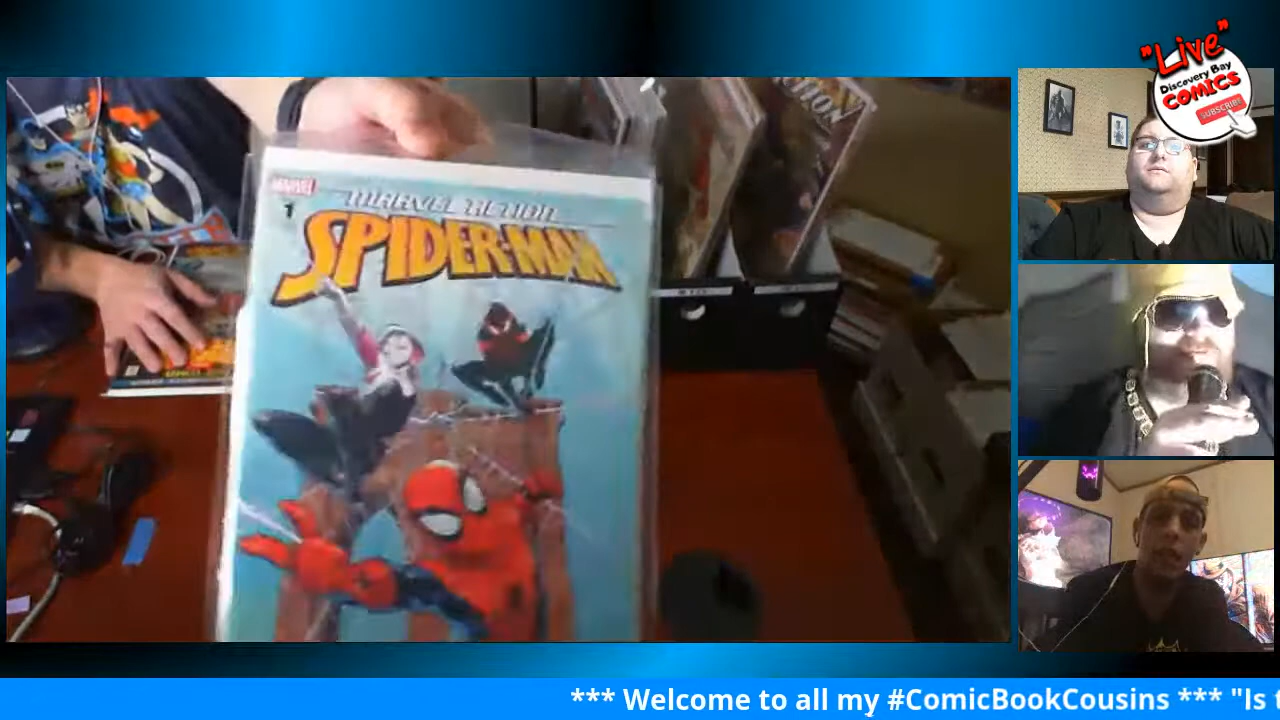 "Live"
Discovery Bay
COMICS
SUBSCRIBE
MARVEL
1
MARVEL ACTION
SPIDER-MAN
*** Welcome to all my #ComicBookCousins *** "Is